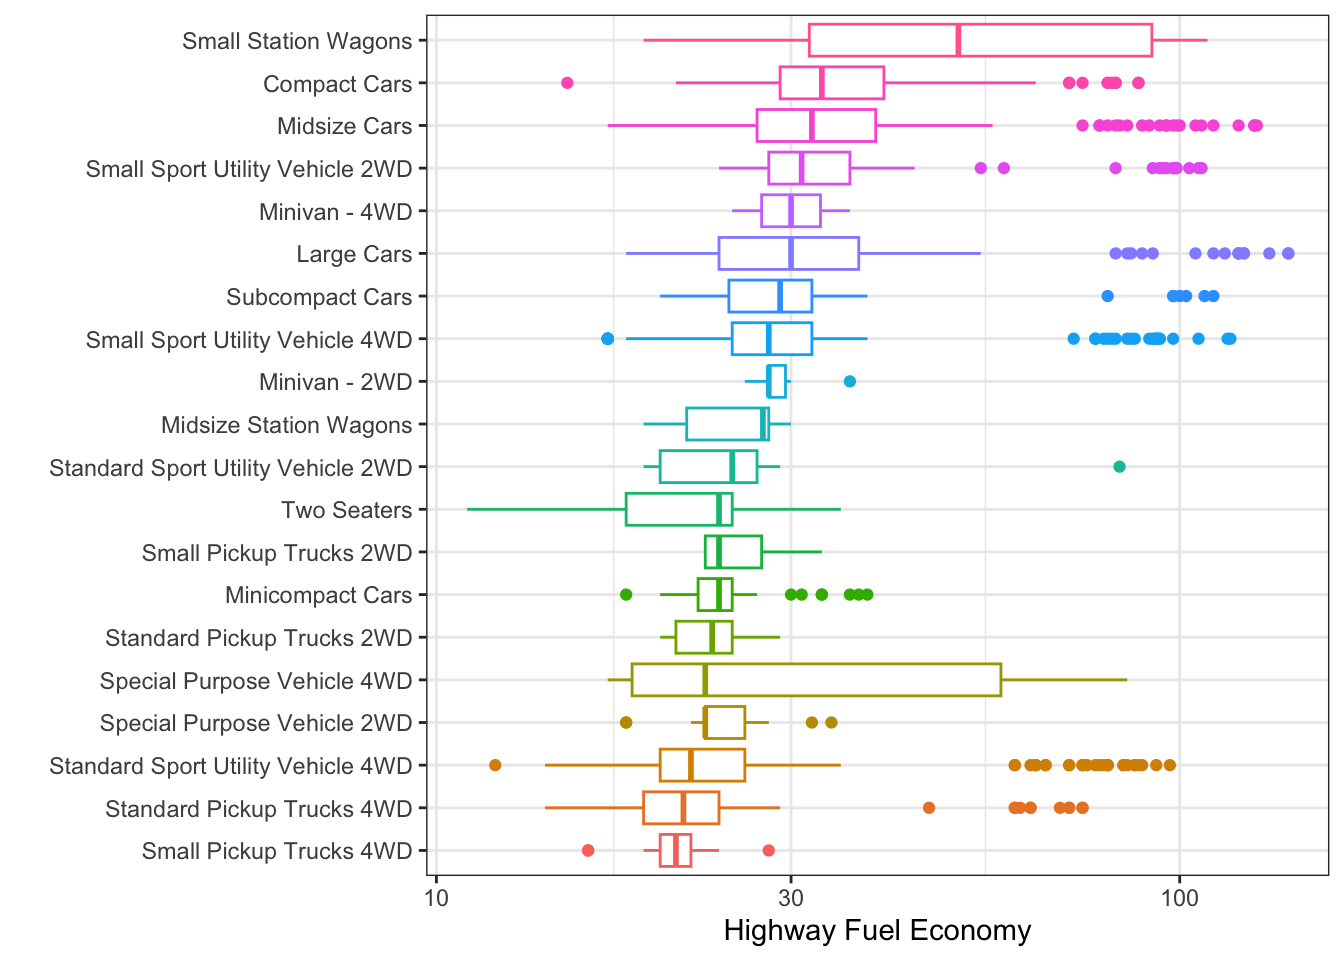 Small Station Wagons
Compact Cars
Midsize Cars
Small Sport Utility Vehicle 2WD
Minivan - 4WD
Large Cars
Subcompact Cars
Small Sport Utility Vehicle 4WD
Minivan - 2WD
Midsize Station Wagons
Standard Sport Utility Vehicle 2WD
Two Seaters
Small Pickup Trucks 2WD
Minicompact Cars
Standard Pickup Trucks 2WD
Special Purpose Vehicle 4WD
Special Purpose Vehicle 2WD
Standard Sport Utility Vehicle 4WD
Standard Pickup Trucks 4WD
Small Pickup Trucks 4WD
10 30 100
Highway Fuel Economy